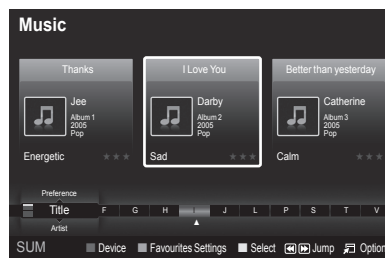 Music
Thanks
I Love You
Better than yesterday
Jee
Album 1
2005
Pop
Darby
Album 2
2005
Pop
Catherine
Album 3
2005
Pop
Energetic
Sad
Calm
Preference
Title F G H I J L P S T V
Artist
SUM Device Favourites Settings Select Jump Option